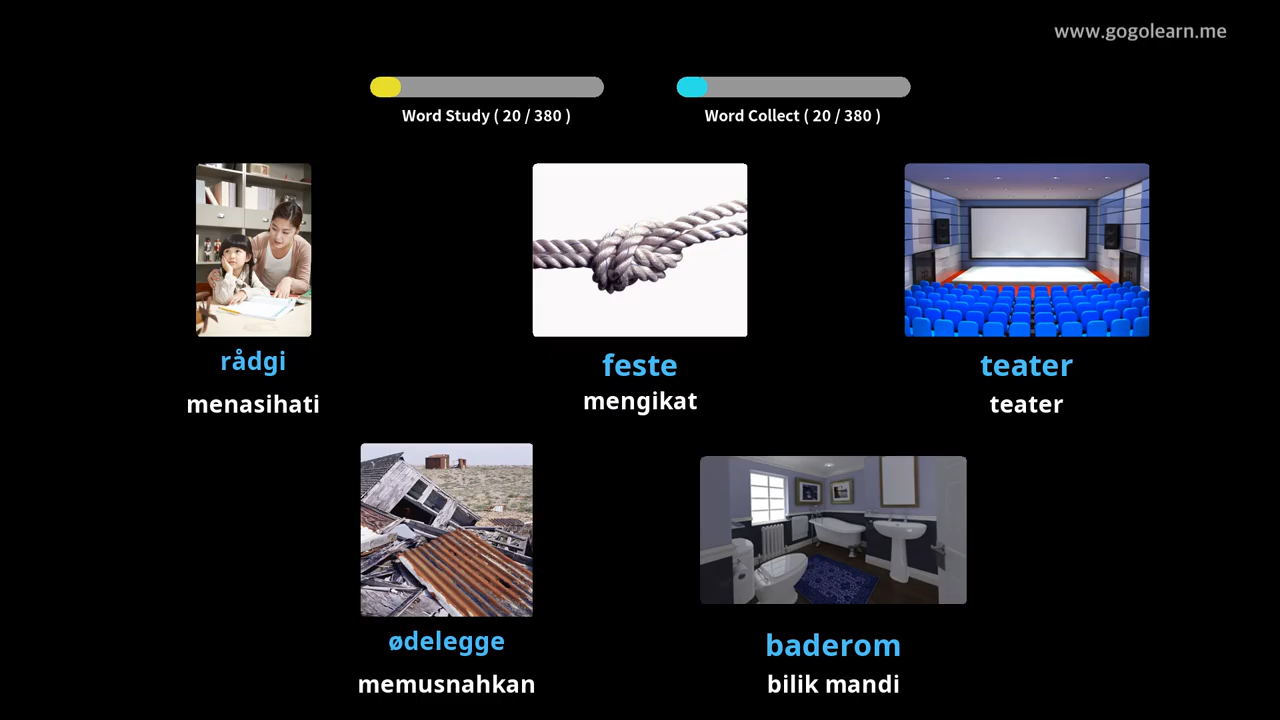 www.gogolearn.me
Word Study ( 20 / 380 )
Word Collect ( 20 / 380 )
rådgi
menasihati
feste
mengikat
teater
teater
ødelegge
memusnahkan
baderom
bilik mandi